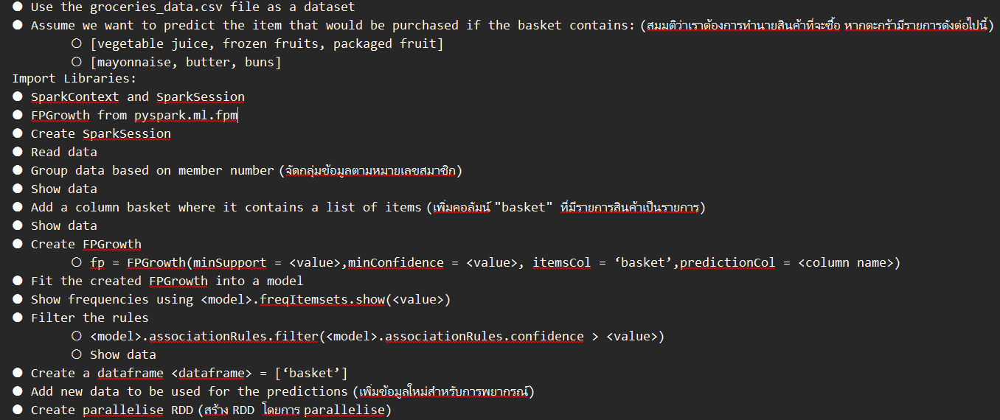 ● Use the groceries_data.csv file as a dataset
● Assume we want to predict the item that would be purchased if the basket contains: (สมมติว่าเราต้องการทำนายสินค้าที่จะซื้อ หากตะกร้ามีรายการดังต่อไปนี้)
○ [vegetable juice, frozen fruits, packaged fruit]
○ [mayonnaise, butter, buns]
Import Libraries:
● SparkContext and SparkSession
● FPGrowth from pyspark.ml.fpm
● Create SparkSession
● Read data
● Group data based on member number (จัดกลุ่มข้อมูลตามหมายเลขสมาชิก)
● Show data
● Add a column basket where it contains a list of items (เพิ่มคอลัมน์ "basket" ที่มีรายการสินค้าเป็นรายการ)
● Show data
● Create FPGrowth
○ fp = FPGrowth(minSupport = <value>,minConfidence = <value>, itemsCol = ‘basket’,predictionCol = <column name>)
● Fit the created FPGrowth into a model
● Show frequencies using <model>.freqItemsets.show(<value>)
● Filter the rules
○ <model>.associationRules.filter(<model>.associationRules.confidence > <value>)
○ Show data
● Create a dataframe <dataframe> = [‘basket’]
● Add new data to be used for the predictions (เพิ่มข้อมูลใหม่สำหรับการพยากรณ์)
● Create parallelise RDD (สร้าง RDD โดยการ parallelise)